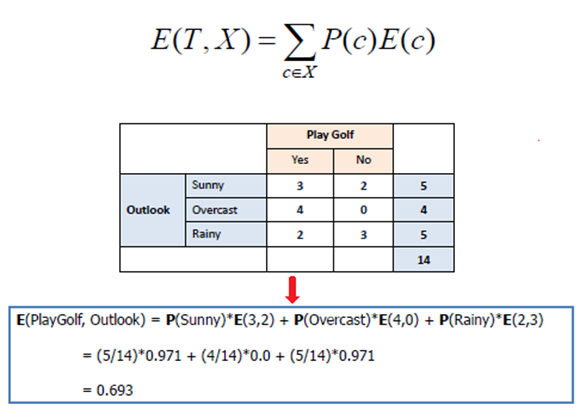 E(T, X) = ∑ P(c)E(c)
c∈X
Play Golf
Yes No
Sunny 3 2 5
Outlook Overcast 4 0 4
Rainy 2 3 5
14
E(PlayGolf, Outlook) = P(Sunny)*E(3,2) + P(Overcast)*E(4,0) + P(Rainy)*E(2,3)
= (5/14)*0.971 + (4/14)*0.0 + (5/14)*0.971
= 0.693